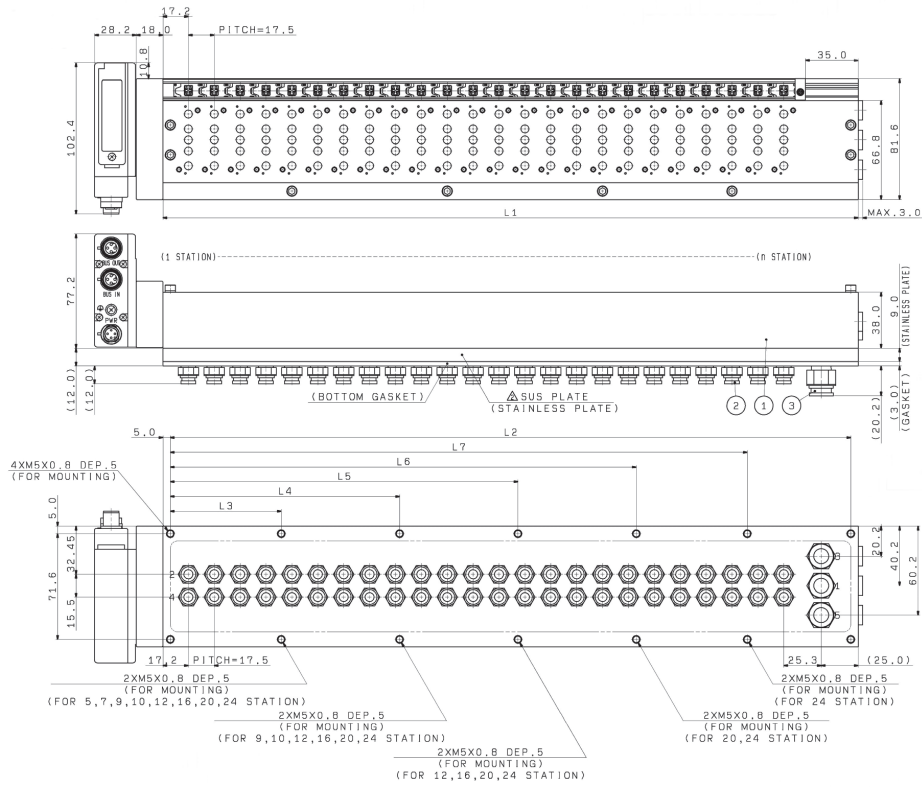 17.2
28.2 18.0 PITCH=17.5
10.8
35.0
102.4
66.8
81.6
L1
MAX.3.0
(1 STATION)
(n STATION)
77.2
BUS OUT
BUS IN
PWR
38.0
9.0
(STAINLESS PLATE)
(12.0)
(12.0)
(BOTTOM GASKET)
2 SUS PLATE
(STAINLESS PLATE)
2
1
3
(20.2)
(3.0)
(GASKET)
5.0
L2
L7
4XM5X0.8 DEP.5
(FOR MOUNTING)
L6
L5
L4
L3
5.0
32.45
71.6
15.5
2
4
3
1
5
20.2
40.2
60.2
17.2 PITCH=17.5
25.3 (25.0)
2XM5X0.8 DEP.5
(FOR MOUNTING)
(FOR 5,7,9,10,12,16,20,24 STATION)
2XM5X0.8 DEP.5
(FOR MOUNTING)
(FOR 24 STATION)
2XM5X0.8 DEP.5
(FOR MOUNTING)
(FOR 9,10,12,16,20,24 STATION)
2XM5X0.8 DEP.5
(FOR MOUNTING)
(FOR 20,24 STATION)
2XM5X0.8 DEP.5
(FOR MOUNTING)
(FOR 12,16,20,24 STATION)